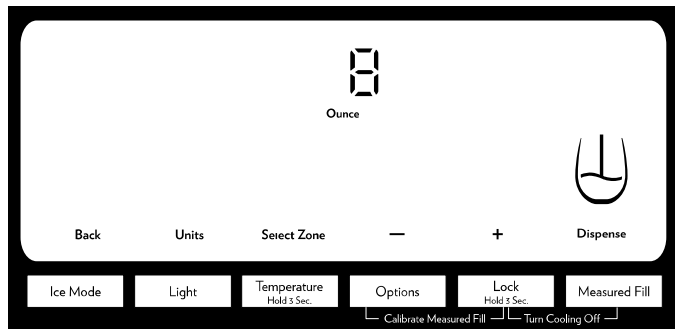 8
Ounce
Back Units Select Zone — + Dispense
Ice Mode Light Temperature Options Lock Measured Fill
Hold 3 Sec. Hold 3 Sec.
Calibrate Measured Fill Turn Cooling Off